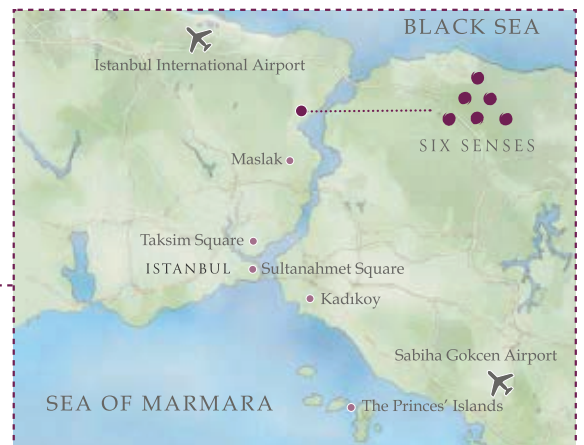 BLACK SEA
Istanbul International Airport
SIX SENSES
Maslak
Taksim Square
ISTANBUL
Sultanahmet Square
Kadıkoy
Sabiha Gokcen Airport
SEA OF MARMARA
The Princes' Islands